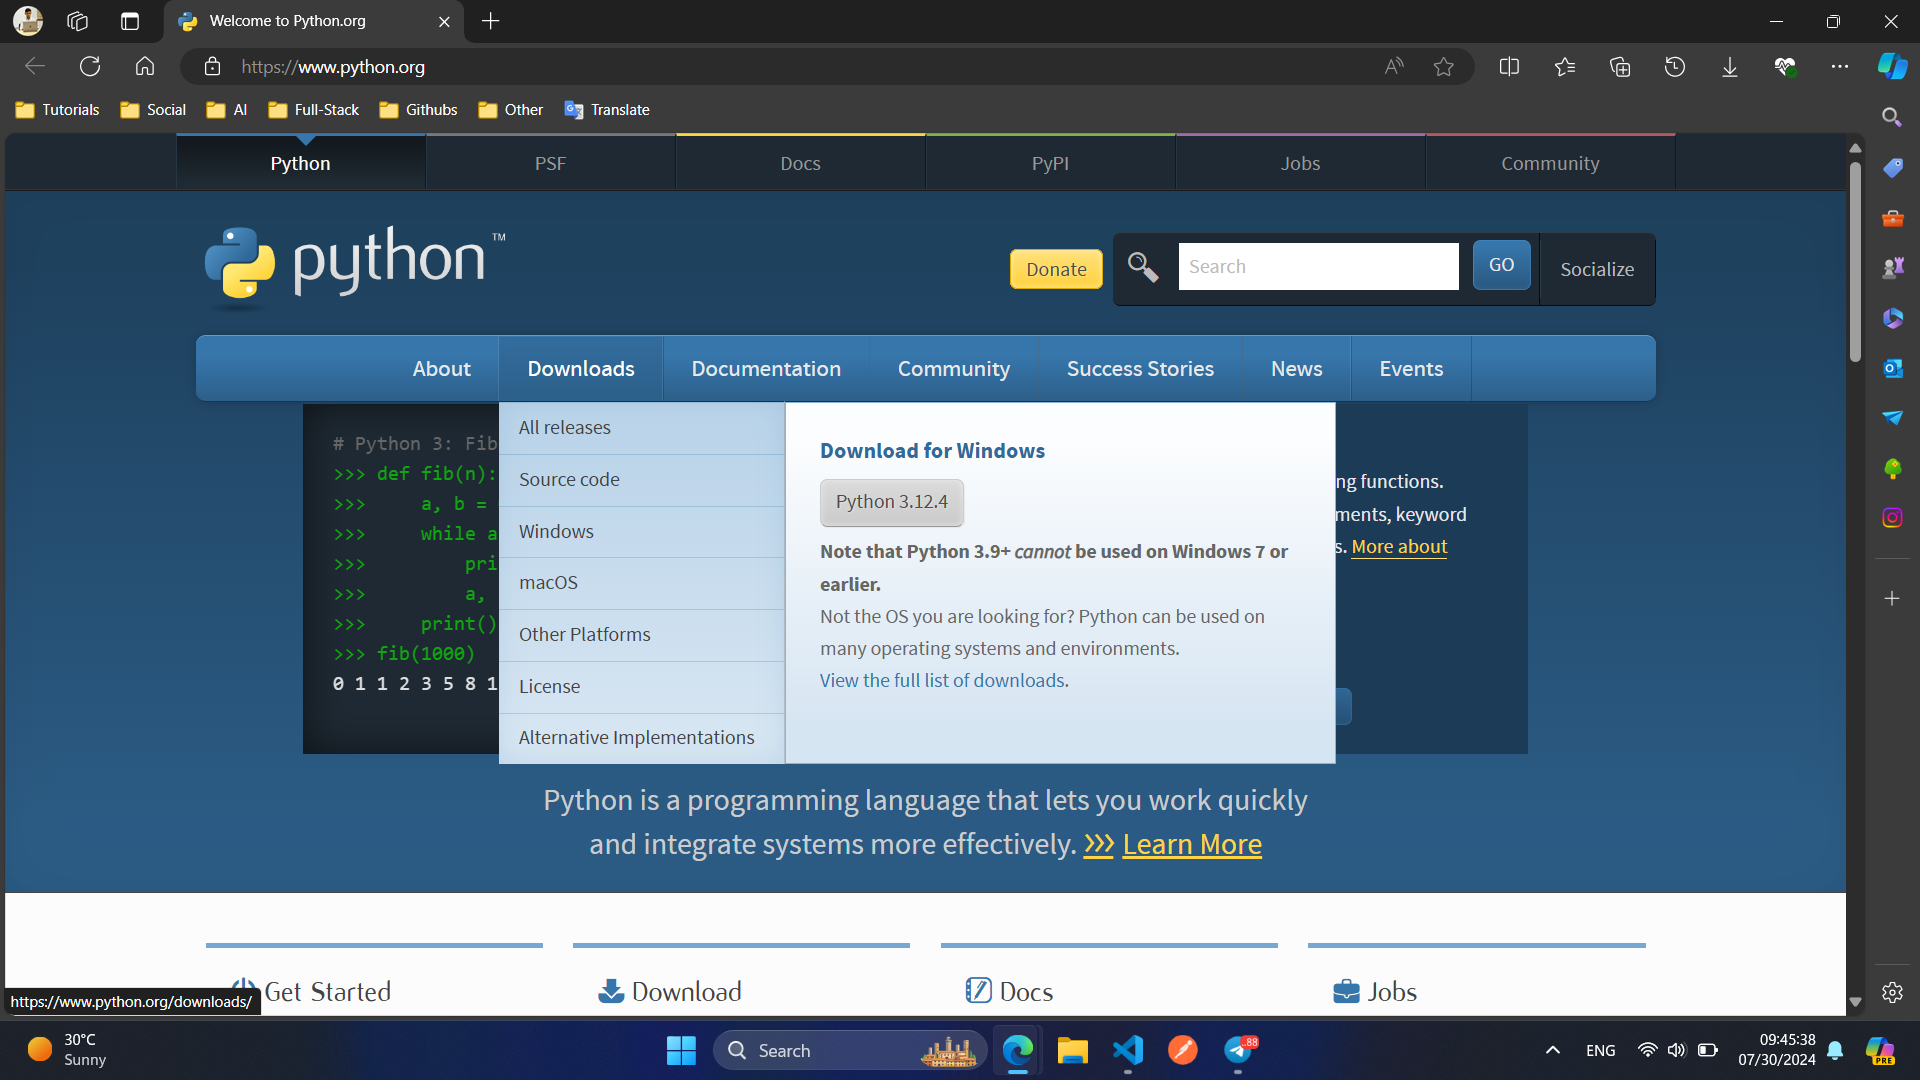 Welcome to Python.org
https://www.python.org
Tutorials
Social
AI
Full-Stack
Githubs
Other
Translate
Python
PSF
Docs
PyPI
Jobs
Community
python™
Donate
Search
GO
Socialize
About
Downloads
Documentation
Community
Success Stories
News
Events
# Python 3: Fib
>>> def fib(n):
>>> a, b =
>>> while a
>>> pri
>>> a,
>>> print()
>>> fib(1000)
0 1 1 2 3 5 8 1
All releases
Source code
Windows
macOS
Other Platforms
License
Alternative Implementations
Download for Windows
Python 3.12.4
Note that Python 3.9+ cannot be used on Windows 7 or
earlier.
Not the OS you are looking for? Python can be used on
many operating systems and environments.
View the full list of downloads.
ng functions.
ments, keyword
s. More about
Python is a programming language that lets you work quickly
and integrate systems more effectively. >>> Learn More
Get Started
Download
Docs
Jobs
https://www.python.org/downloads/
30°C
Sunny
Search
.88
ENG
09:45:38
07/30/2024
PRE